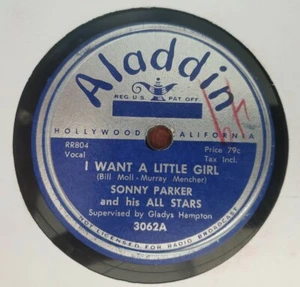 Aladdin
REG. U.S. PAT. OFF.
HOLLYWOOD CALIFORNIA
RR804
Vocal
Price 79c
Tax Incl.
I WANT A LITTLE GIRL
(Bill Moll - Murray Mencher)
SONNY PARKER
and his ALL STARS
Supervised by Gladys Hampton
3062A
NOT LICENSED FOR RADIO BROADCAST